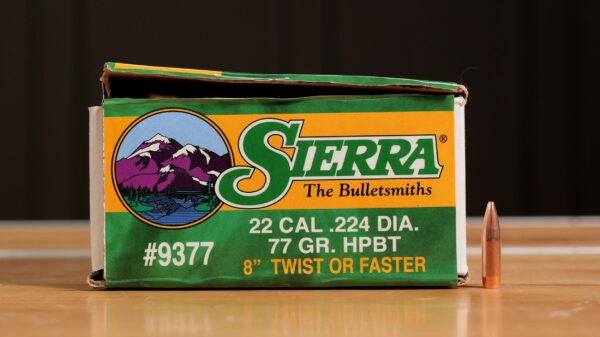 SIERRA®
The Bulletsmiths
#9377
22 CAL .224 DIA.
77 GR. HPBT
8” TWIST OR FASTER